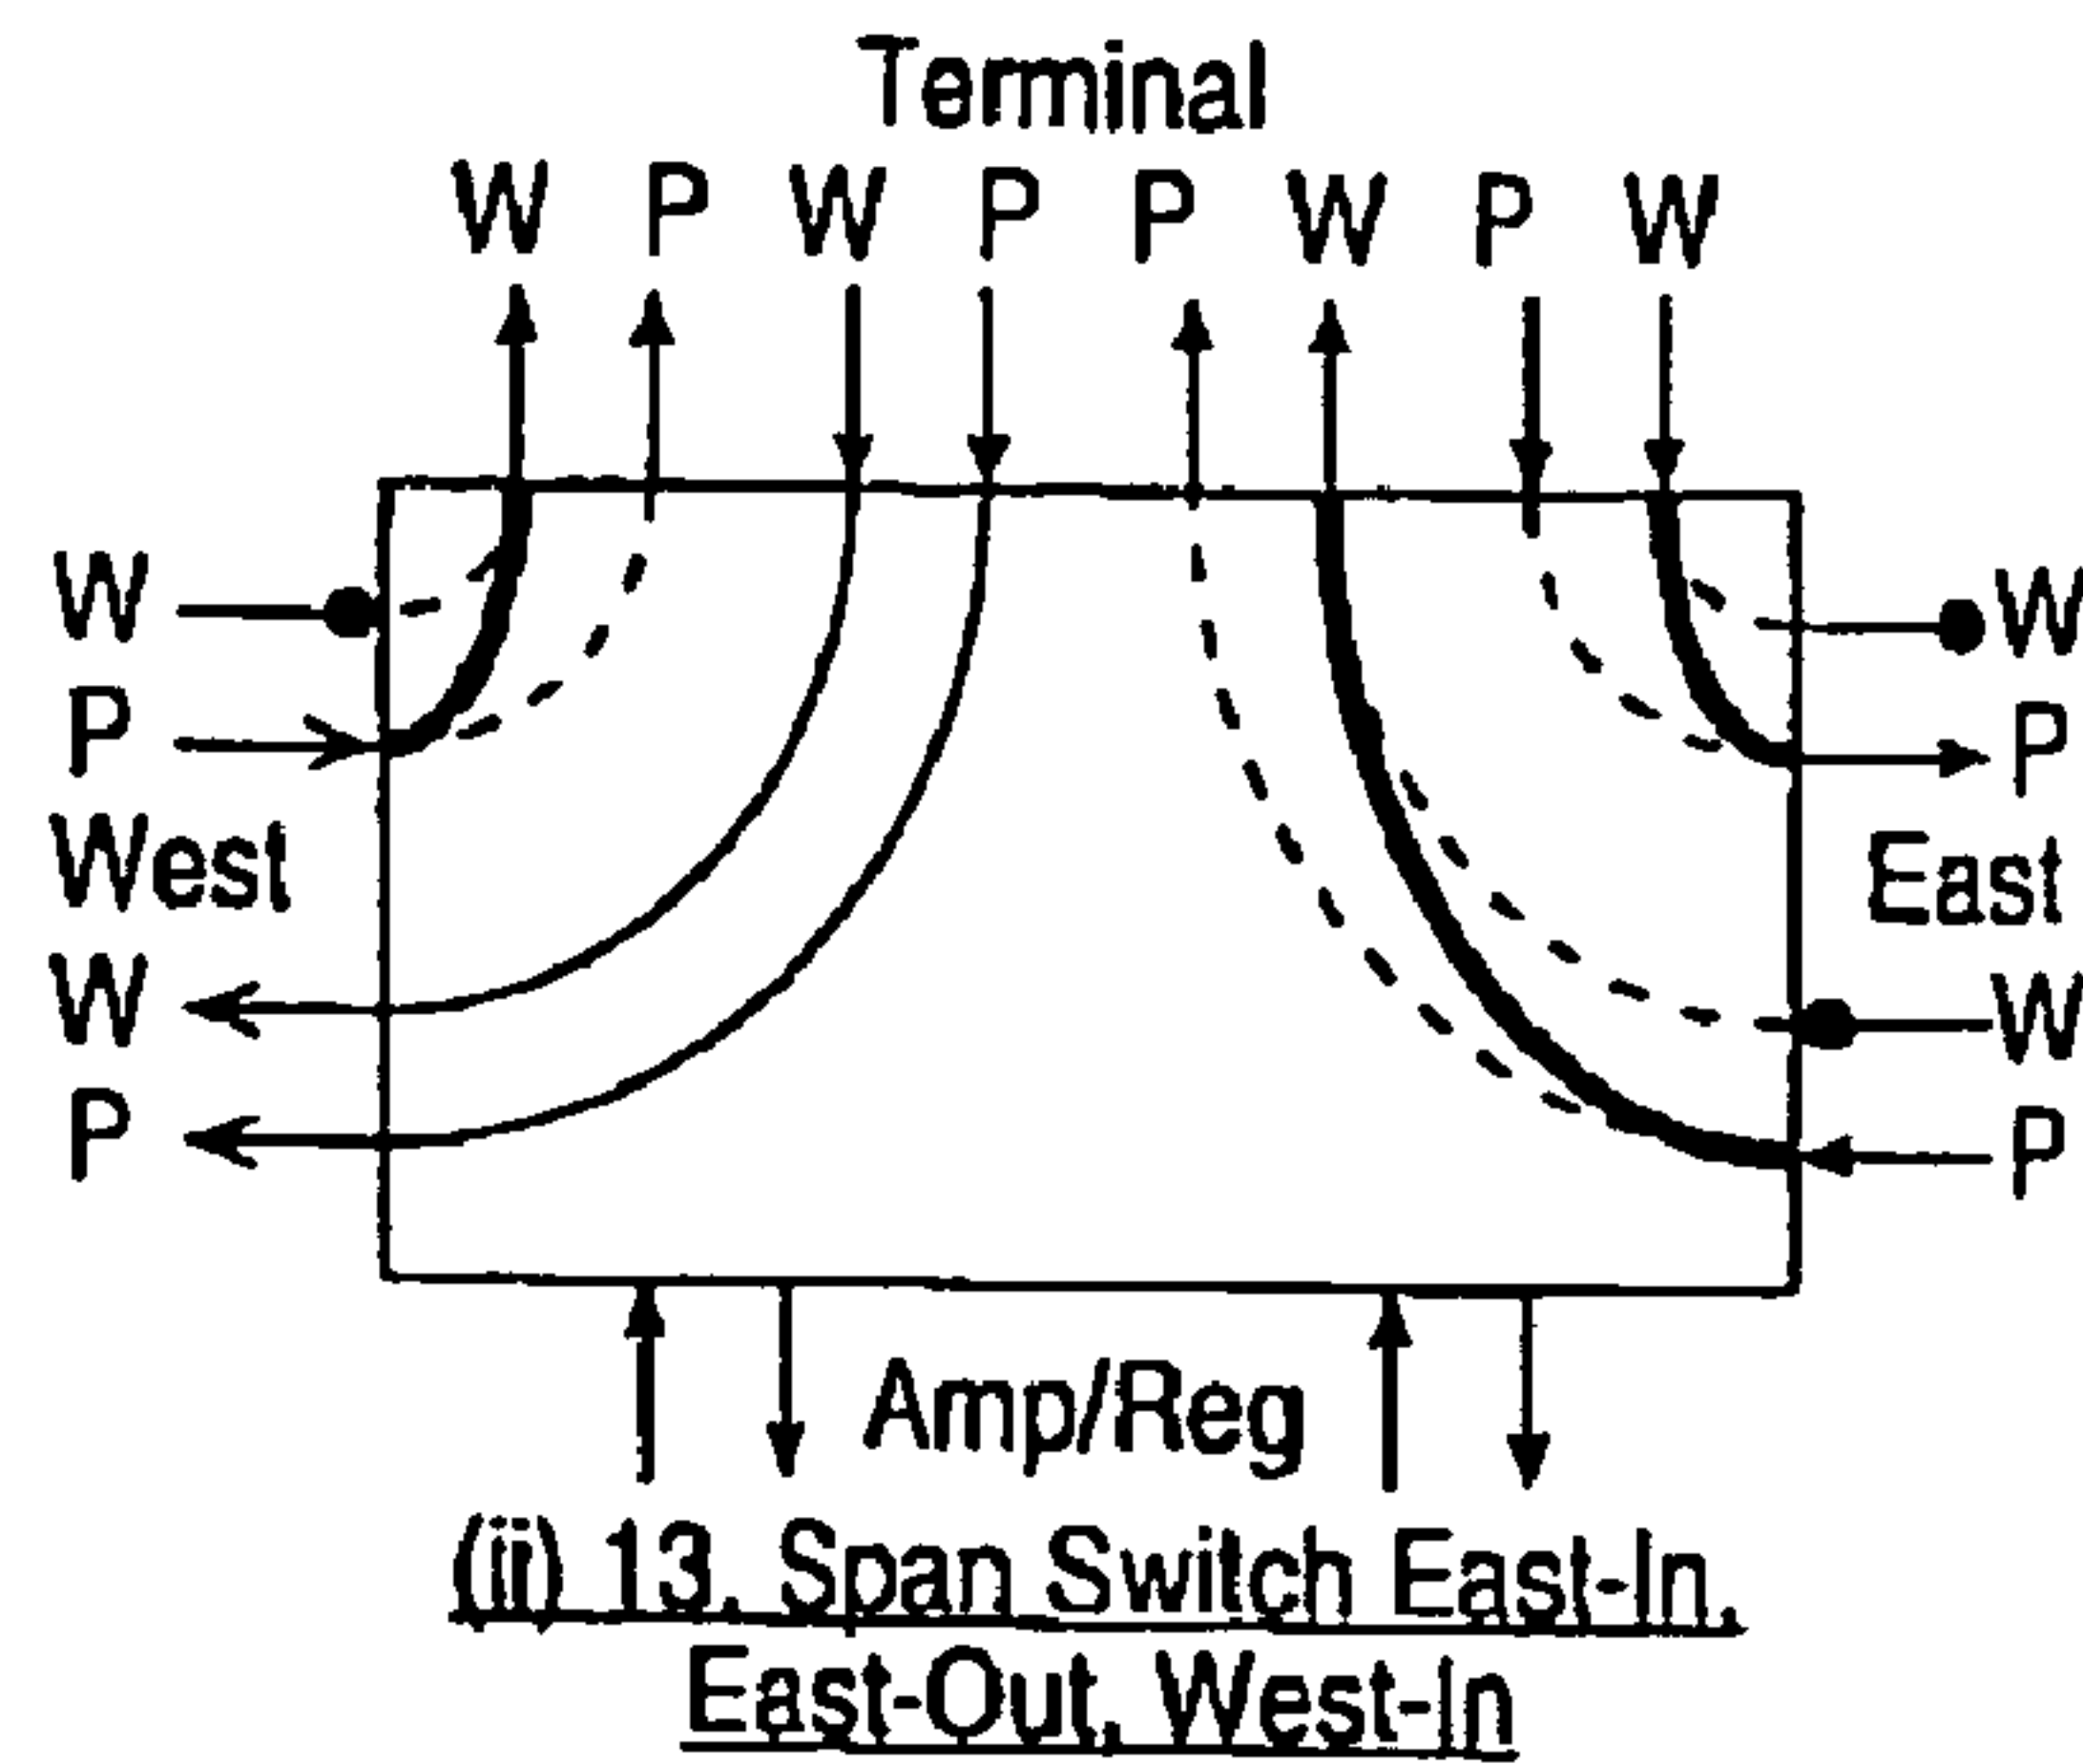 Terminal
W P W P P W P W
W W
P P
West East
W W
P P
Amp/Reg
(ii) 13. Span Switch East-In,
East-Out, West-In